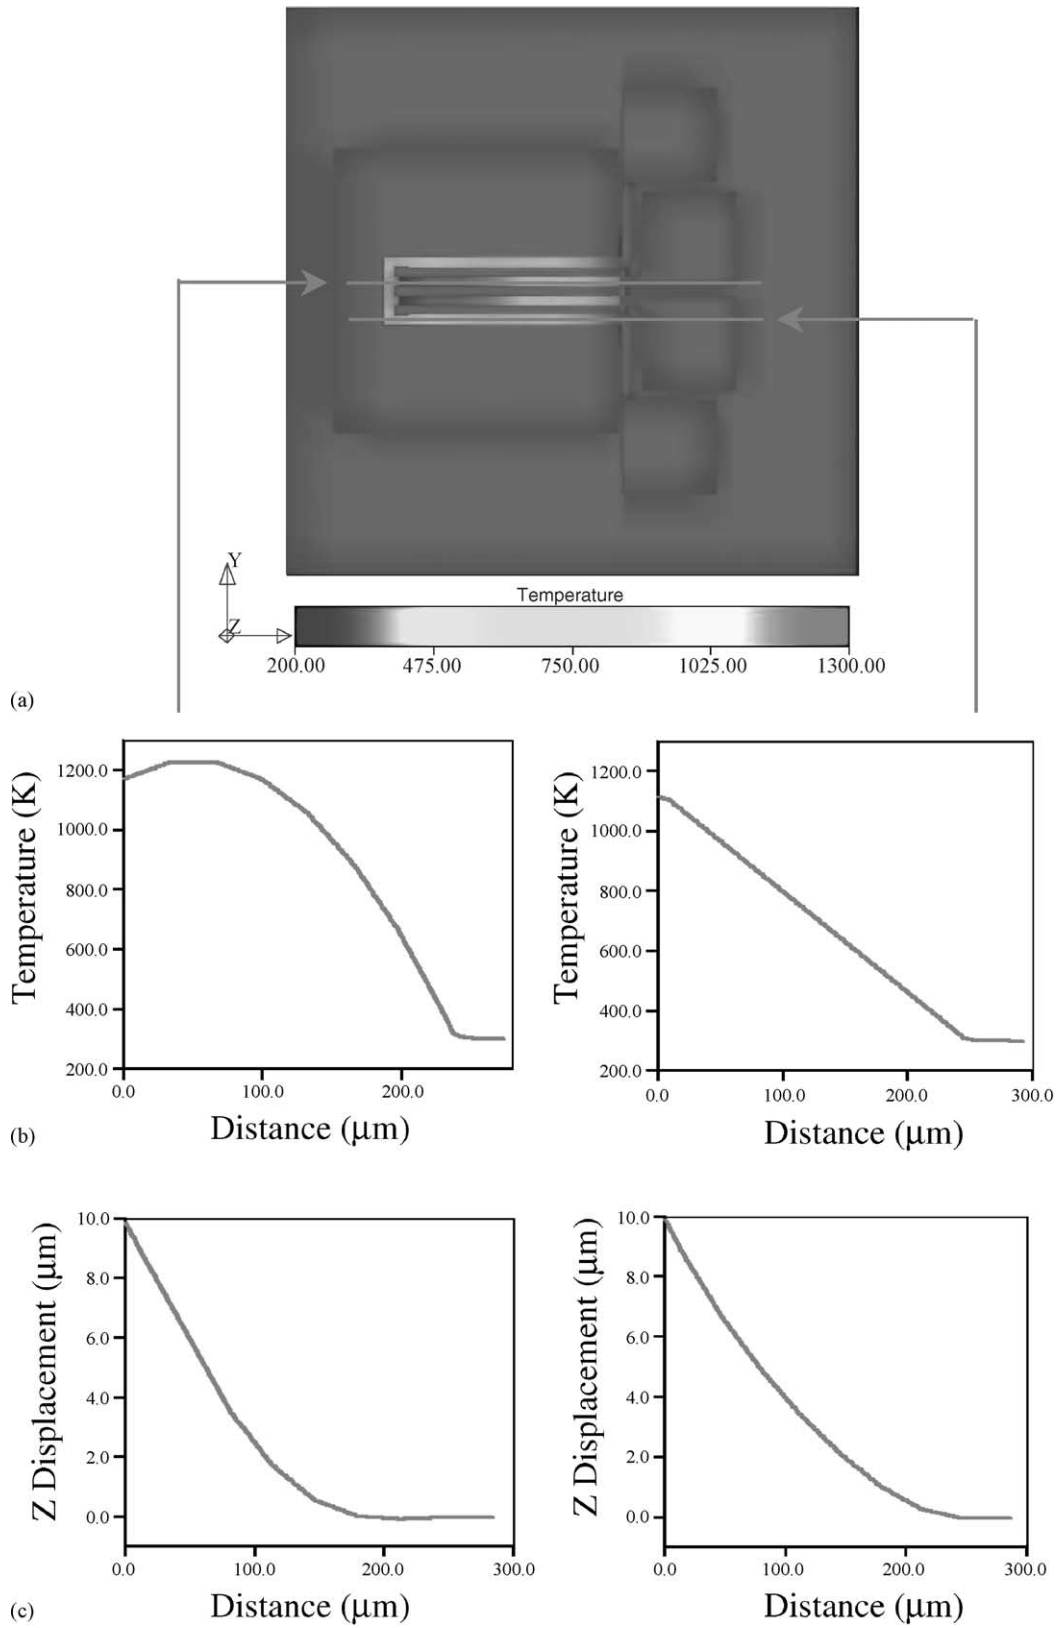 Y
Z
Temperature
200.00 475.00 750.00 1025.00 1300.00
(a)
Temperature (K)
1200.0
1000.0
800.0
600.0
400.0
200.0
0.0 100.0 200.0
Distance (μm)
Temperature (K)
1200.0
1000.0
800.0
600.0
400.0
200.0
0.0 100.0 200.0 300.0
Distance (μm)
(b)
Z Displacement (μm)
10.0
8.0
6.0
4.0
2.0
0.0
0.0 100.0 200.0 300.0
Distance (μm)
Z Displacement (μm)
10.0
8.0
6.0
4.0
2.0
0.0
0.0 100.0 200.0 300.0
Distance (μm)
(c)